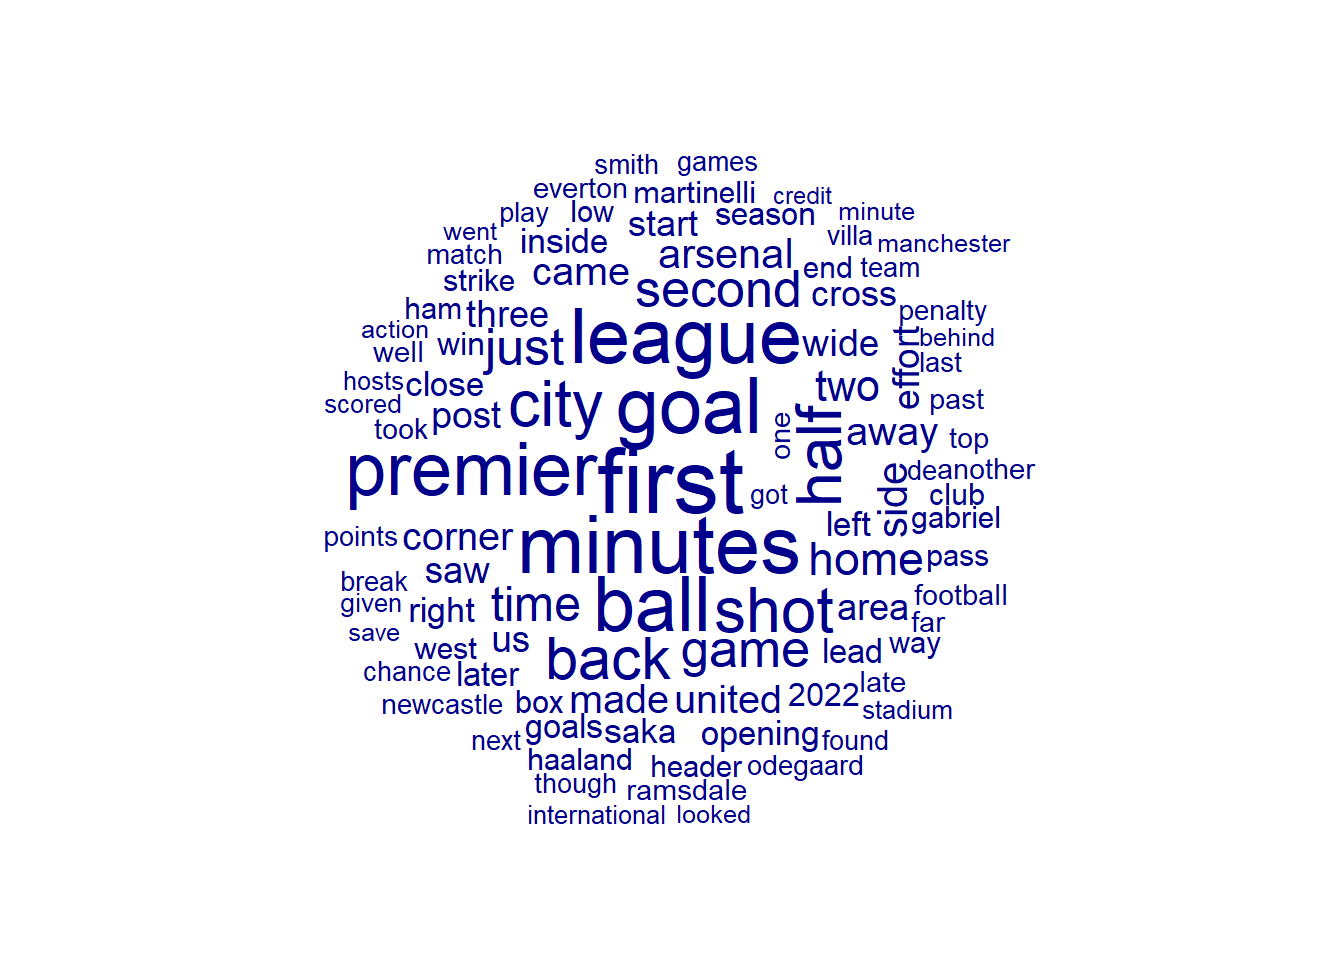 smith games
everton martinelli credit
play low start season minute
went inside arsenal villa manchester
match came end team
strike second cross
ham three league penalty
action just wide effort behind
well win last
hosts close city goal two past
scored post half away top
took one
premier first got side deanother
minutes left club gabriel
points corner home pass
saw
break time ball shot area football
given right far
save west us back game lead way
chance later
newcastle box made united 2022 late
stadium
next goals saka opening found
haaland header odegaard
though ramsdale
international looked